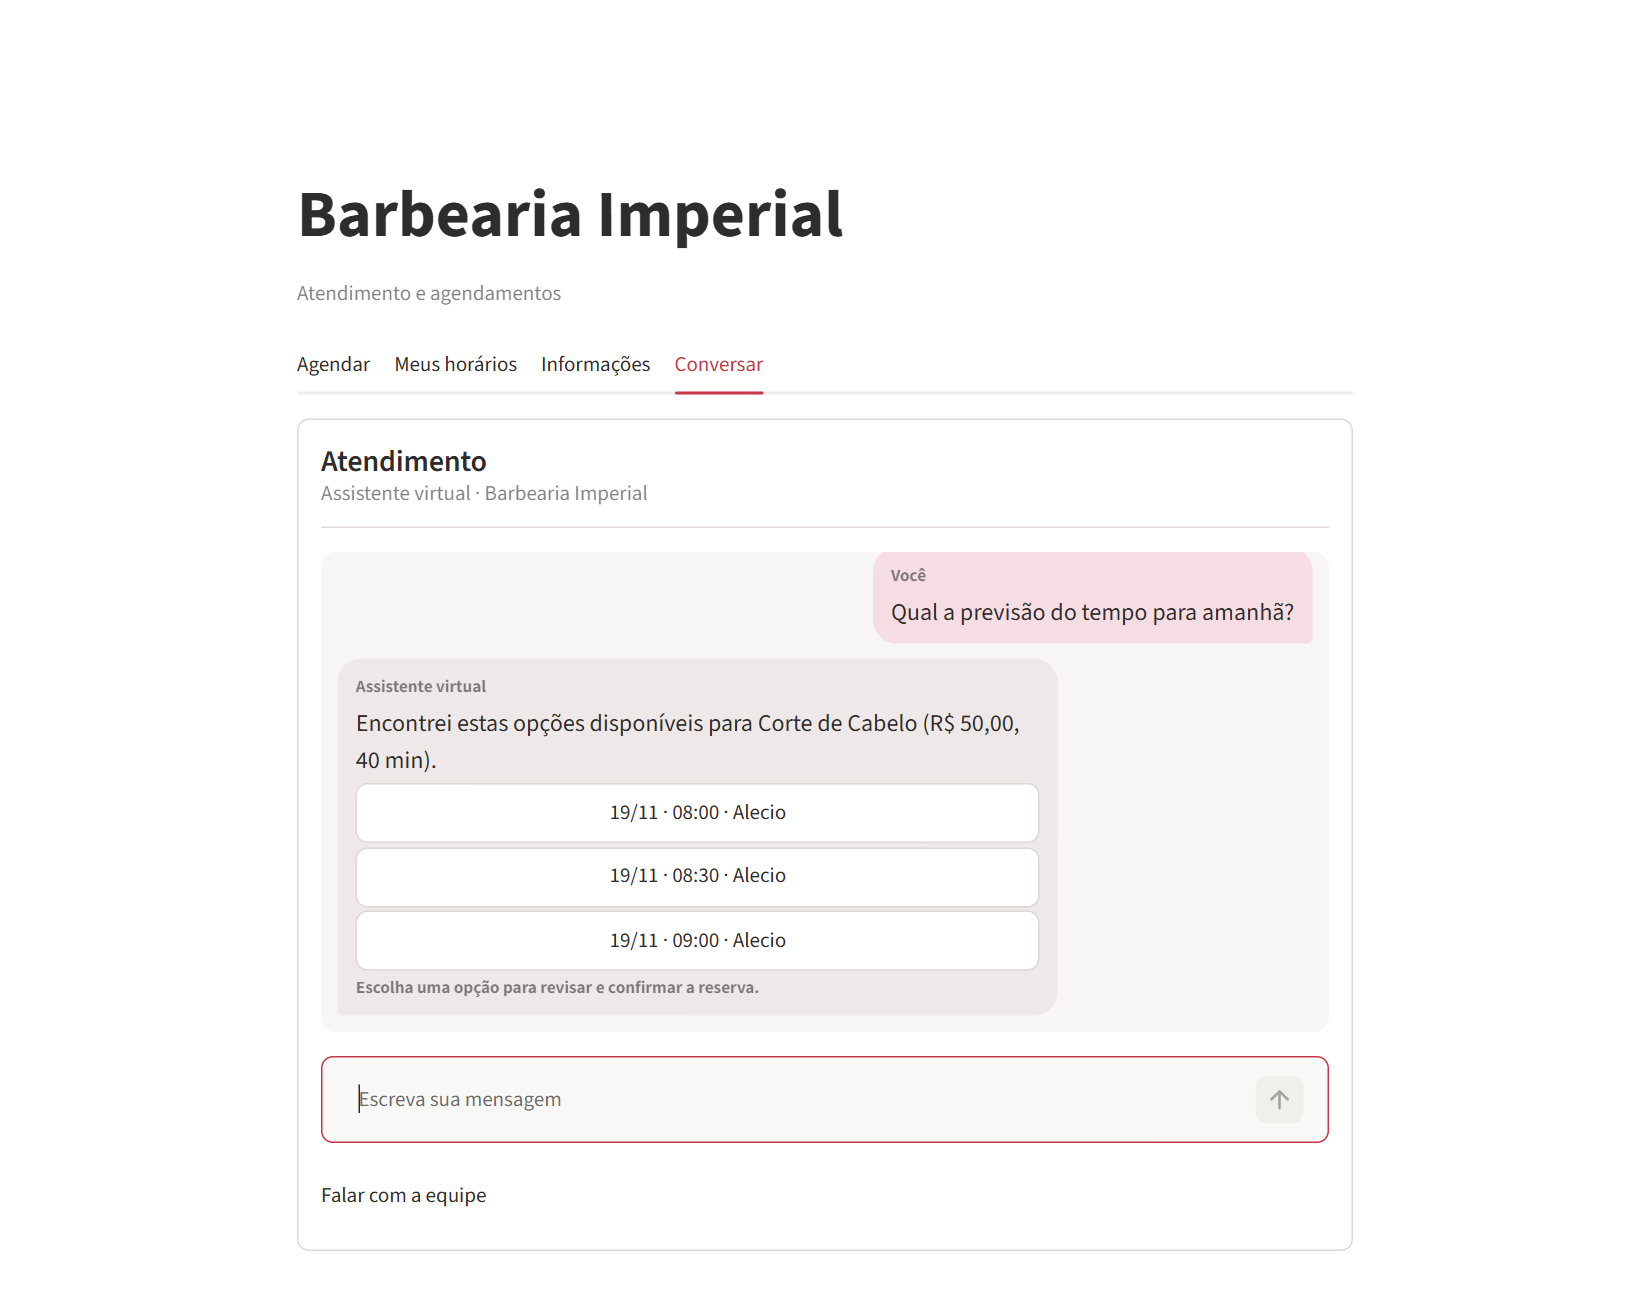 Barbearia Imperial
Atendimento e agendamentos
Agendar Meus horários Informações Conversar
Atendimento
Assistente virtual · Barbearia Imperial
Você
Qual a previsão do tempo para amanhã?
Assistente virtual
Encontrei estas opções disponíveis para Corte de Cabelo (R$ 50,00,
40 min).
19/11 · 08:00 · Alecio
19/11 · 08:30 · Alecio
19/11 · 09:00 · Alecio
Escolha uma opção para revisar e confirmar a reserva.
Escreva sua mensagem
Falar com a equipe